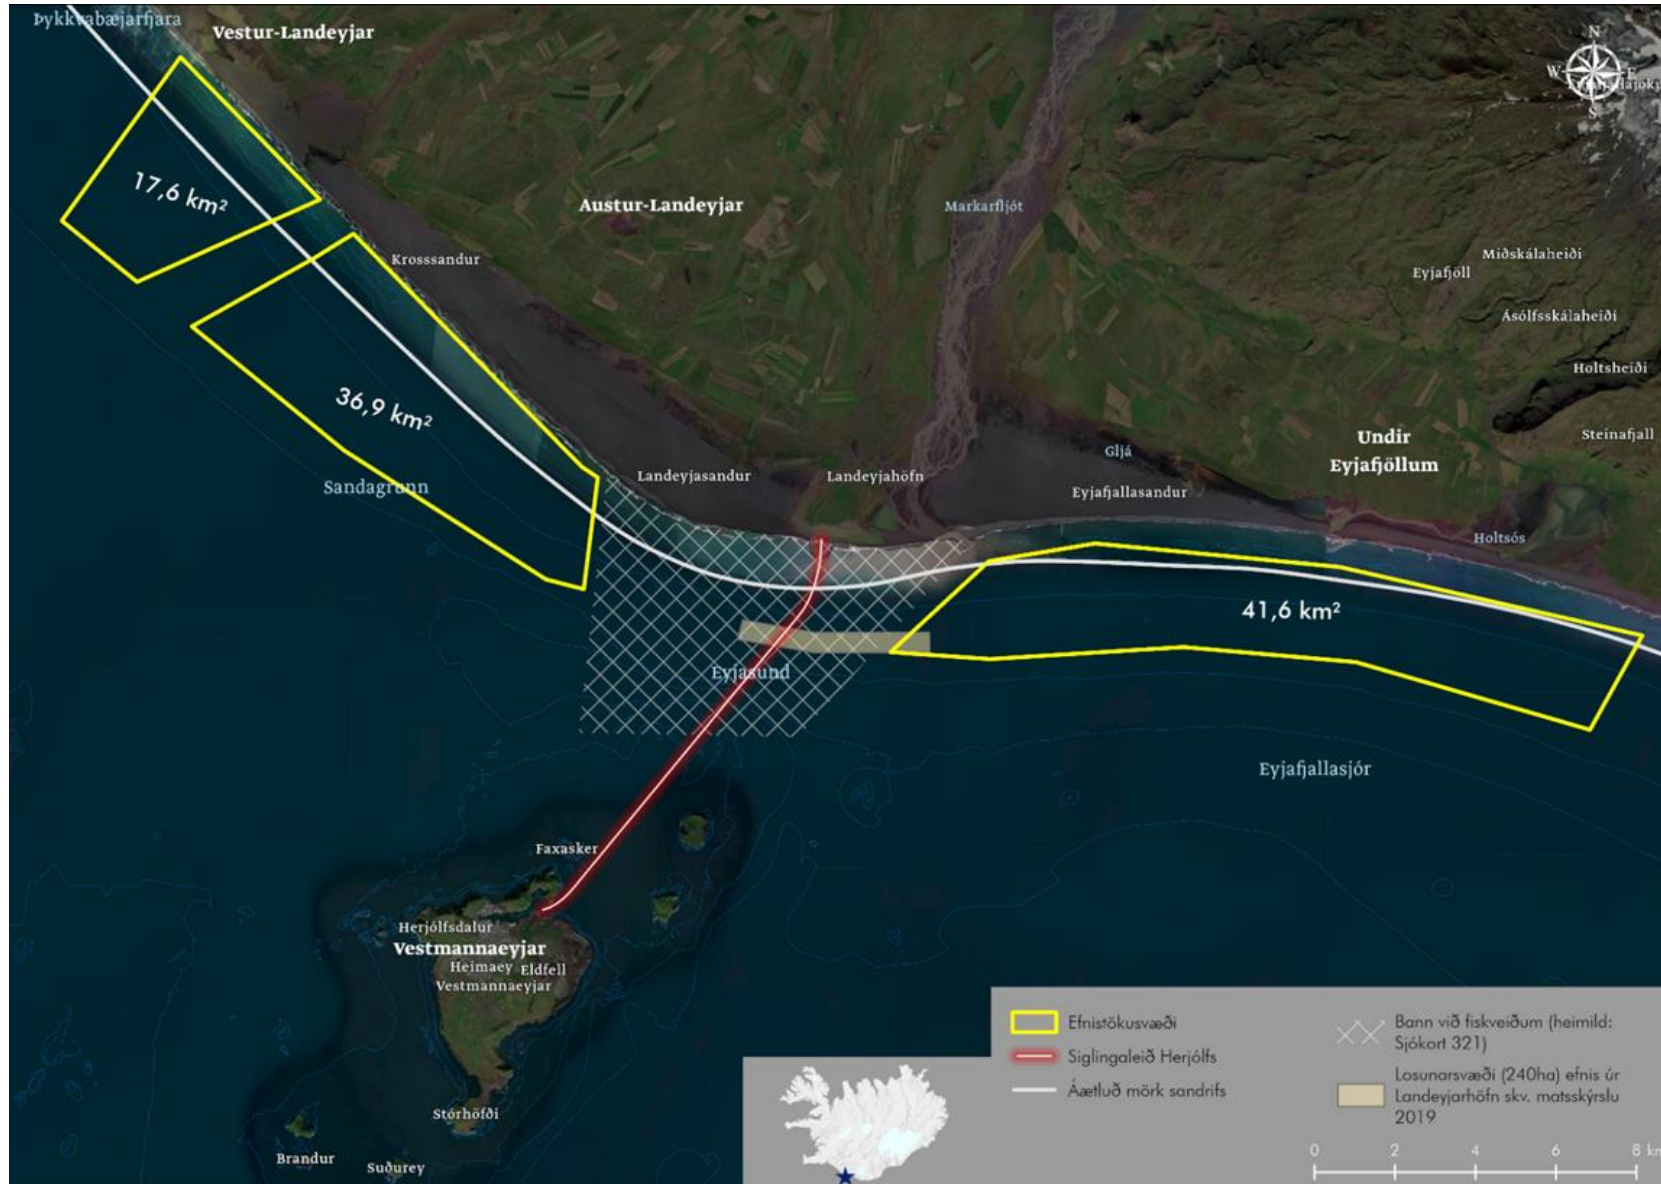 Þykkvabæjarfjara
Vestur-Landeyjar
N
W
E
S
17,6 km²
Austur-Landeyjar
Markarfljót
Krosssandur
Miðskálaheiði
Eyjafjöll
Ásólfsskálaheiði
Holtsheiði
36,9 km²
Steinafjall
Undir
Eyjafjöllum
Gljá
Sandagrunn
Landeyjasandur
Landeyjahöfn
Eyjafjallasandur
Holtsós
41,6 km²
Eyjasund
Eyjafjallasjór
Faxasker
Herjólfsdalur
Vestmannaeyjar
Heimaey
Eldfell
Vestmannaeyjar
Stórhöfði
Brandur
Suðurey
Efnistökusvæði
Siglingaleið Herjólfs
Áætluð mörk sandrifs
Bann við fiskveiðum (heimild:
Sjókort 321)
Losunarsvæði (240ha) efnis úr
Landeyjarhöfn skv. matsskýrslu
2019
0 2 4 6 8 km